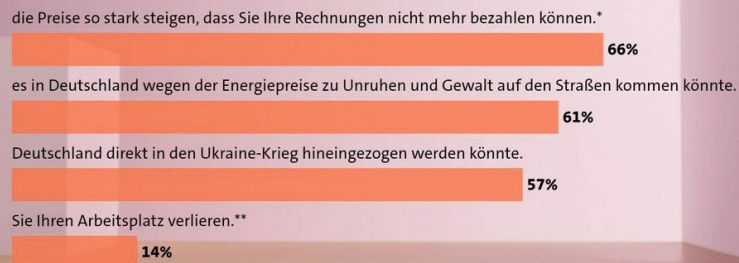 die Preise so stark steigen, dass Sie Ihre Rechnungen nicht mehr bezahlen können.*
66%
es in Deutschland wegen der Energiepreise zu Unruhen und Gewalt auf den Straßen kommen könnte.
61%
Deutschland direkt in den Ukraine-Krieg hineingezogen werden könnte.
57%
Sie Ihren Arbeitsplatz verlieren.**
14%